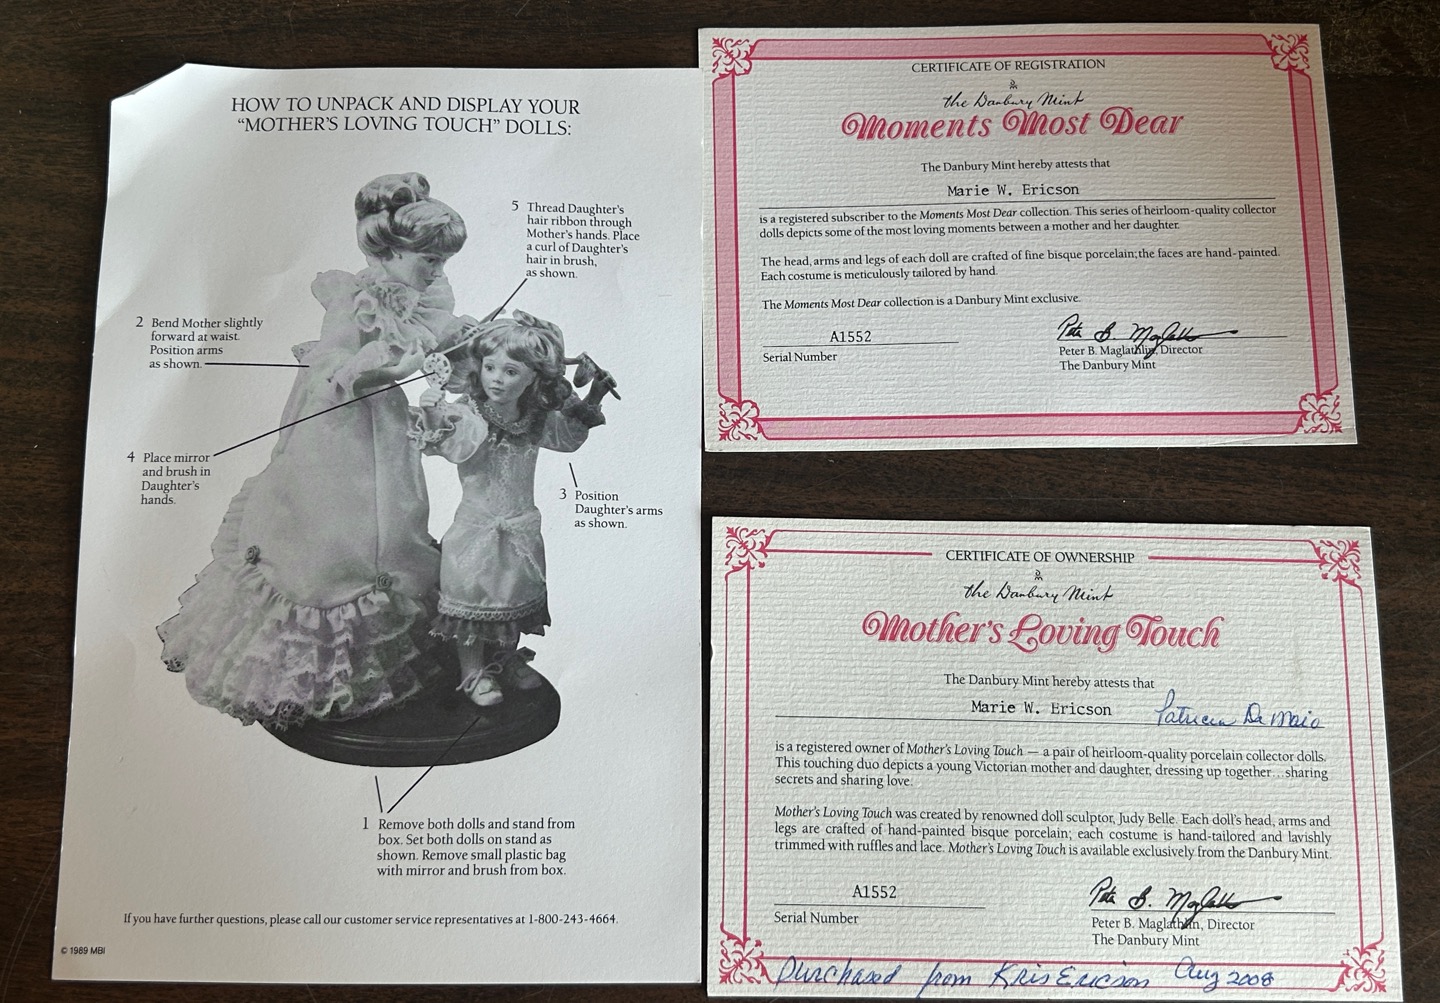 HOW TO UNPACK AND DISPLAY YOUR
"MOTHER'S LOVING TOUCH" DOLLS:
5 Thread Daughter's
hair ribbon through
Mother's hands. Place
a curl of Daughter's
hair in brush,
as shown.
2 Bend Mother slightly
forward at waist.
Position arms
as shown.
4 Place mirror
and brush in
Daughter's
hands.
3 Position
Daughter's arms
as shown.
1 Remove both dolls and stand from
box. Set both dolls on stand as
shown. Remove small plastic bag
with mirror and brush from box.
If you have further questions, please call our customer service representatives at 1-800-243-4664.
© 1989 MBI
CERTIFICATE OF REGISTRATION
the Danbury Mint
Moments Most Dear
The Danbury Mint hereby attests that
Marie W. Ericson
is a registered subscriber to the Moments Most Dear collection. This series of heirloom-quality collector
dolls depicts some of the most loving moments between a mother and her daughter.
The head, arms and legs of each doll are crafted of fine bisque porcelain; the faces are hand-painted.
Each costume is meticulously tailored by hand.
The Moments Most Dear collection is a Danbury Mint exclusive.
A1552
Serial Number
Peter B. Maglathlin
Peter B. Maglathlin, Director
The Danbury Mint
CERTIFICATE OF OWNERSHIP
the Danbury Mint
Mother's Loving Touch
The Danbury Mint hereby attests that
Marie W. Ericson Patricia DaMaio
is a registered owner of Mother's Loving Touch — a pair of heirloom-quality porcelain collector dolls.
This touching duo depicts a young Victorian mother and daughter, dressing up together...sharing
secrets and sharing love.
Mother's Loving Touch was created by renowned doll sculptor, Judy Belle. Each doll's head, arms and
legs are crafted of hand-painted bisque porcelain; each costume is hand-tailored and lavishly
trimmed with ruffles and lace. Mother's Loving Touch is available exclusively from the Danbury Mint.
A1552
Serial Number
Peter B. Maglathlin
Peter B. Maglathlin, Director
The Danbury Mint
Purchased from Kris Ericson Aug 2008